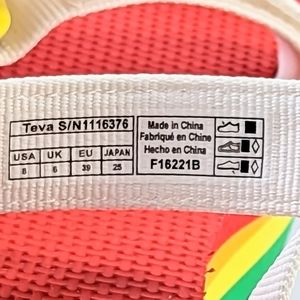 Teva S/N1116376
USA UK EU JAPAN
8 6 39 25
Made in China
Fabriqué en Chine
Hecho en China
F16221B